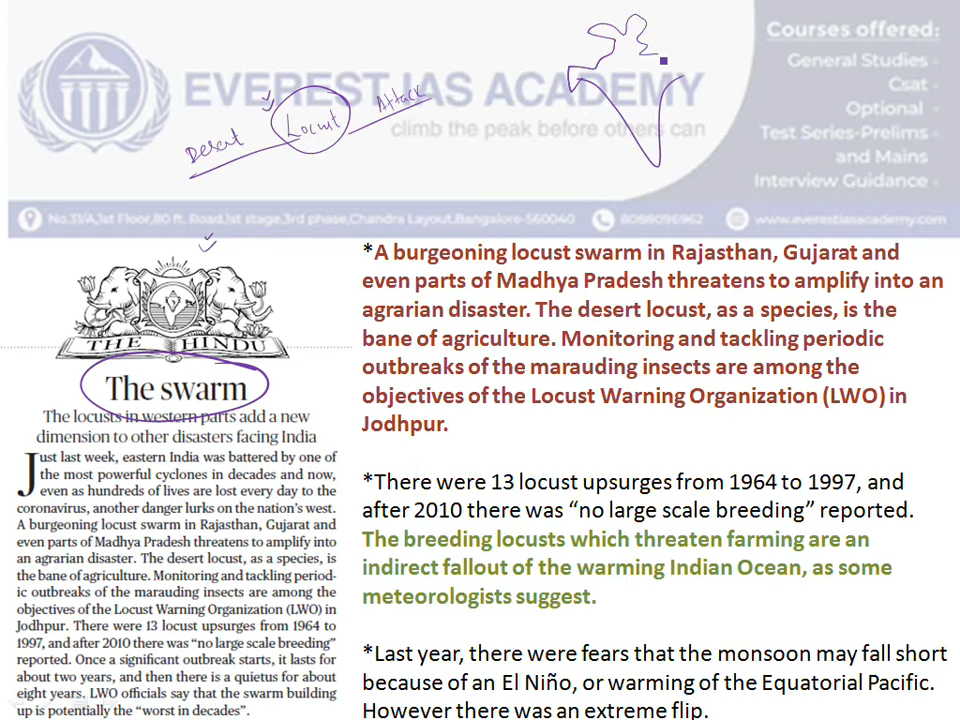 Courses offered:
General Studies
Csat
Optional
Test Series-Prelims
and Mains
Interview Guidance
EVEREST IAS ACADEMY
climb the peak before others can
Desert Locust Attack
No.31/A,1st Floor,80 ft. Road,1st stage,3rd phase,Chandra Layout,Bangalore-560040
8088096962
www.everestiasacademy.com
THE HINDU
The swarm
The locusts in western parts add a new
dimension to other disasters facing India
Just last week, eastern India was battered by one of
the most powerful cyclones in decades and now,
even as hundreds of lives are lost every day to the
coronavirus, another danger lurks on the nation's west.
A burgeoning locust swarm in Rajasthan, Gujarat and
even parts of Madhya Pradesh threatens to amplify into
an agrarian disaster. The desert locust, as a species, is
the bane of agriculture. Monitoring and tackling period-
ic outbreaks of the marauding insects are among the
objectives of the Locust Warning Organization (LWO) in
Jodhpur. There were 13 locust upsurges from 1964 to
1997, and after 2010 there was "no large scale breeding"
reported. Once a significant outbreak starts, it lasts for
about two years, and then there is a quietus for about
eight years. LWO officials say that the swarm building
up is potentially the "worst in decades".
*A burgeoning locust swarm in Rajasthan, Gujarat and
even parts of Madhya Pradesh threatens to amplify into an
agrarian disaster. The desert locust, as a species, is the
bane of agriculture. Monitoring and tackling periodic
outbreaks of the marauding insects are among the
objectives of the Locust Warning Organization (LWO) in
Jodhpur.
*There were 13 locust upsurges from 1964 to 1997, and
after 2010 there was "no large scale breeding" reported.
The breeding locusts which threaten farming are an
indirect fallout of the warming Indian Ocean, as some
meteorologists suggest.
*Last year, there were fears that the monsoon may fall short
because of an El Niño, or warming of the Equatorial Pacific.
However there was an extreme flip.